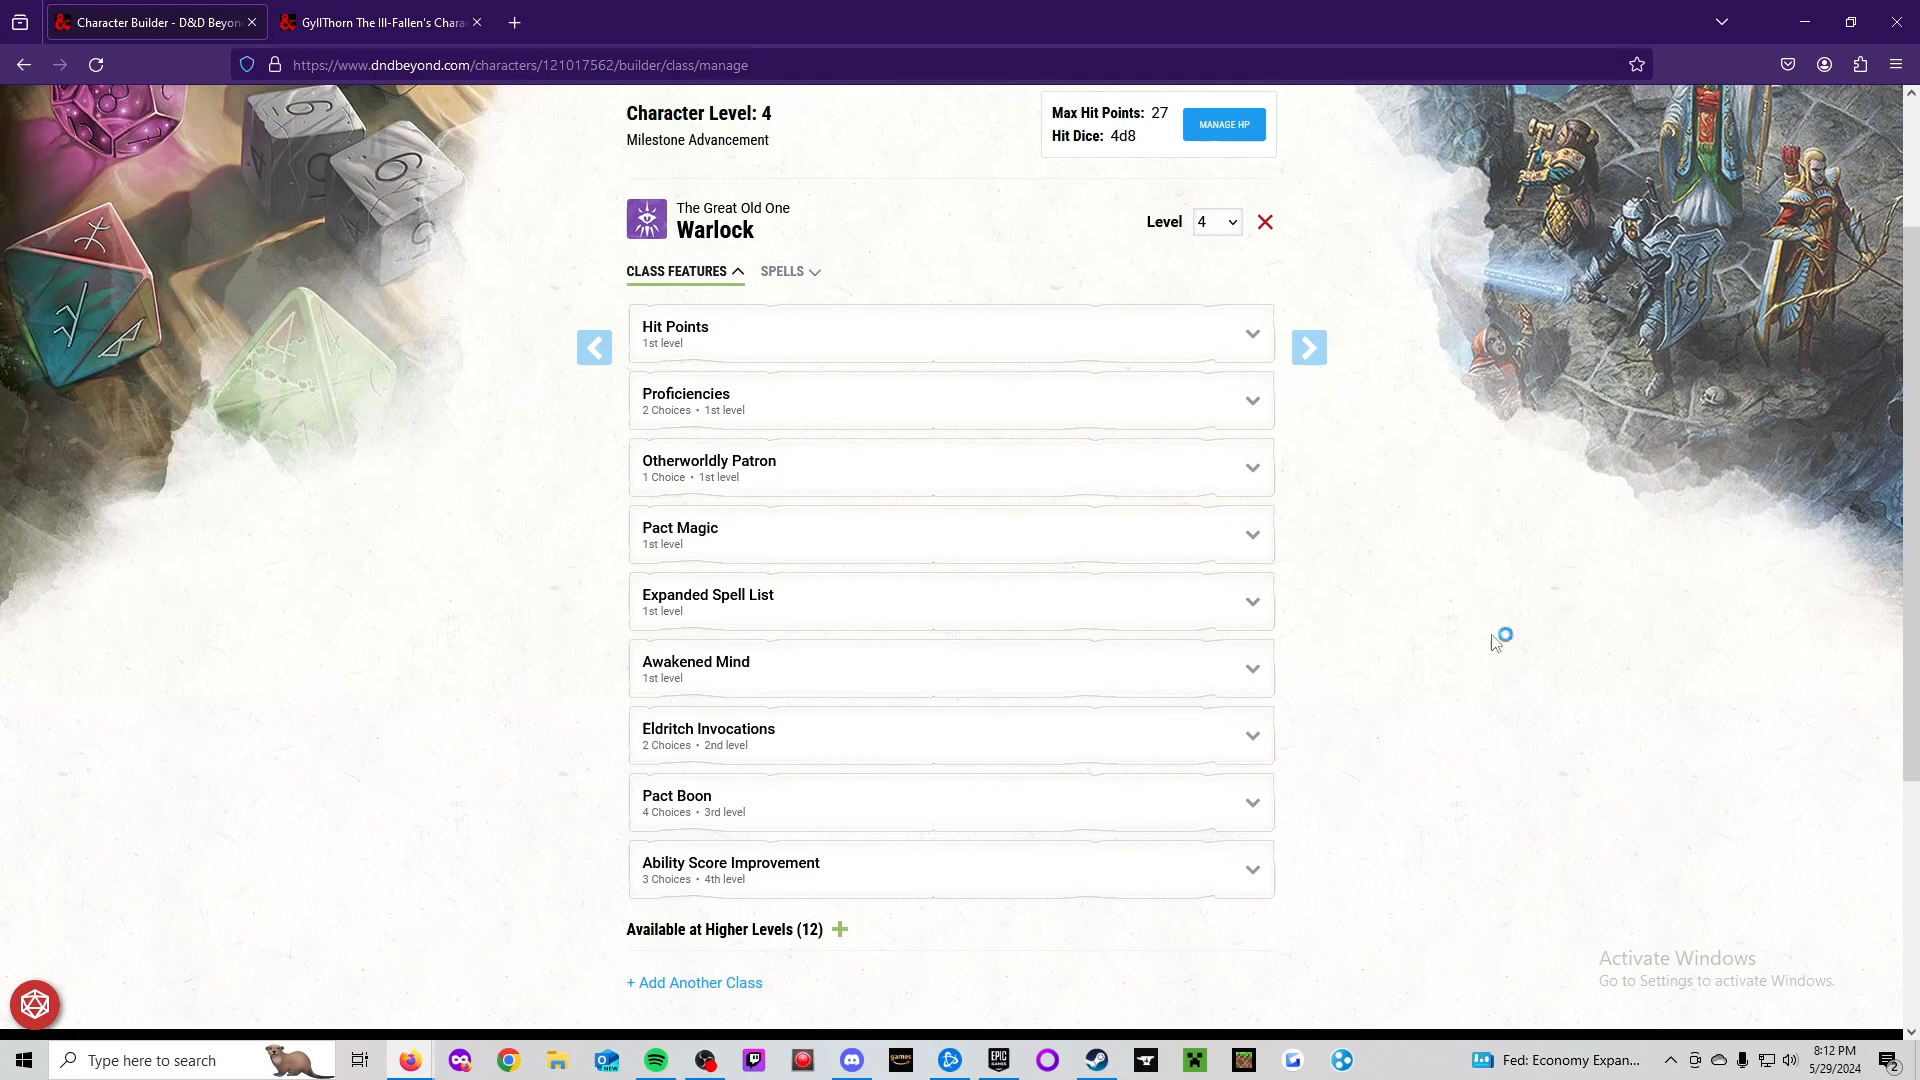 Character Builder - D&D Beyon
GyllThorn The Ill-Fallen's Chara
https://www.dndbeyond.com/characters/121017562/builder/class/manage
Character Level: 4
Milestone Advancement
Max Hit Points: 27
Hit Dice: 4d8
MANAGE HP
The Great Old One
Warlock
Level 4
CLASS FEATURES
SPELLS
Hit Points
1st level
Proficiencies
2 Choices • 1st level
Otherworldly Patron
1 Choice • 1st level
Pact Magic
1st level
Expanded Spell List
1st level
Awakened Mind
1st level
Eldritch Invocations
2 Choices • 2nd level
Pact Boon
4 Choices • 3rd level
Ability Score Improvement
3 Choices • 4th level
Available at Higher Levels (12)
+ Add Another Class
Activate Windows
Go to Settings to activate Windows.
Type here to search
NEW
games
EPIC
GAMES
Fed: Economy Expan...
8:12 PM
5/29/2024
2